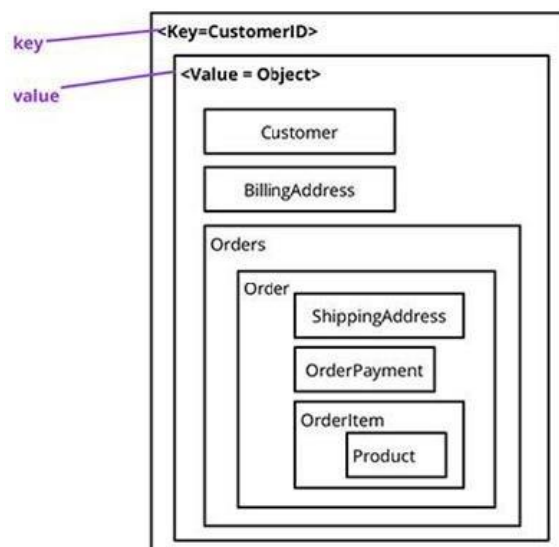 key
<Key=CustomerID>
value
<Value = Object>
Customer
BillingAddress
Orders
Order
ShippingAddress
OrderPayment
OrderItem
Product